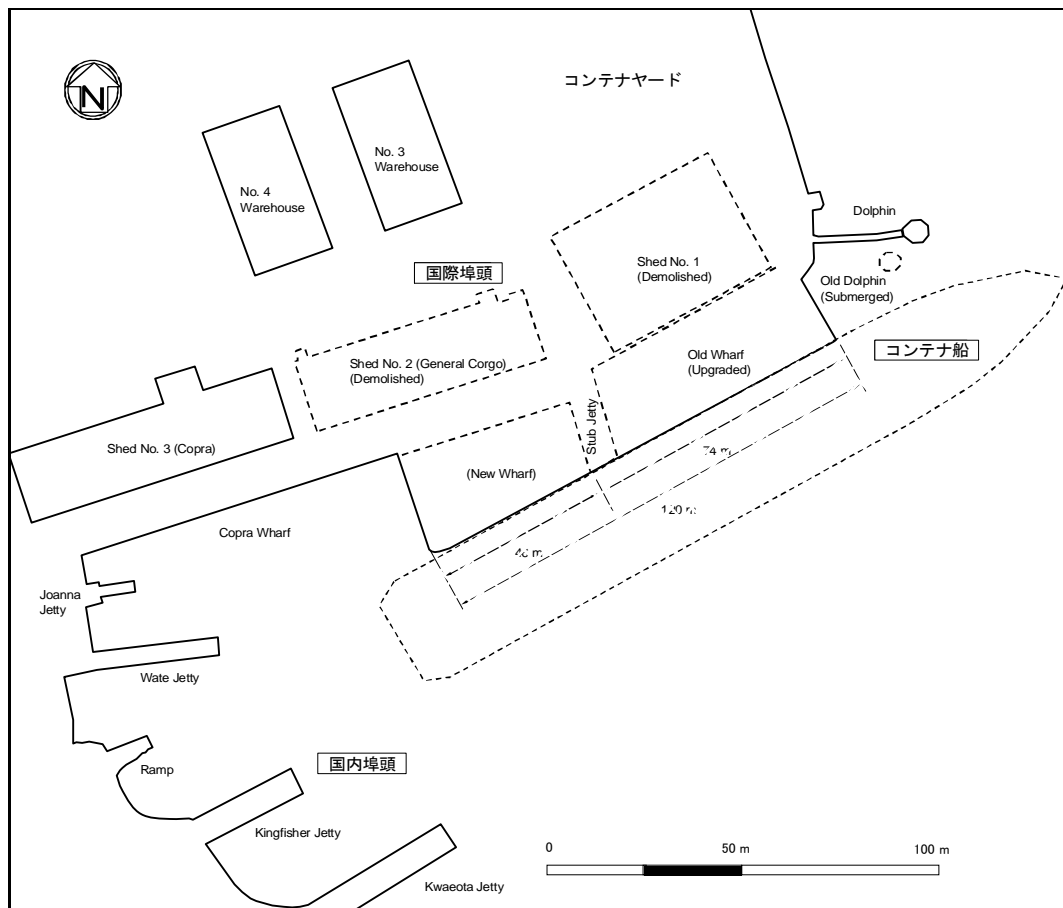 N
コンテナヤード
No. 3
Warehouse
No. 4
Warehouse
Dolphin
国際埠頭
Shed No. 1
(Demolished)
Old Dolphin
(Submerged)
Shed No. 2 (General Corgo)
(Demolished)
Old Wharf
(Upgraded)
コンテナ船
Stub Jetty
Shed No. 3 (Copra)
(New Wharf)
74 m
120 m
Copra Wharf
Joanna
Jetty
Wate Jetty
国内埠頭
Ramp
Kingfisher Jetty
Kwaeota Jetty
0
50 m
100 m